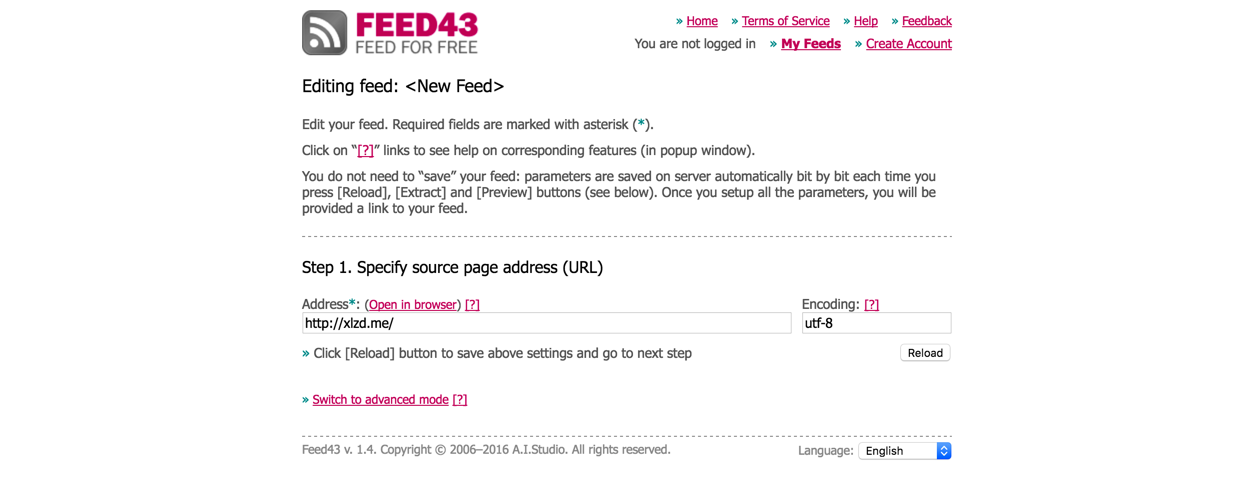 FEED43
FEED FOR FREE
» Home » Terms of Service » Help » Feedback
You are not logged in » My Feeds » Create Account
Editing feed: <New Feed>
Edit your feed. Required fields are marked with asterisk (*).
Click on “[?]” links to see help on corresponding features (in popup window).
You do not need to “save” your feed: parameters are saved on server automatically bit by bit each time you
press [Reload], [Extract] and [Preview] buttons (see below). Once you setup all the parameters, you will be
provided a link to your feed.
Step 1. Specify source page address (URL)
Address*: (Open in browser) [?] Encoding: [?]
http://xlzd.me/ utf-8
» Click [Reload] button to save above settings and go to next step Reload
» Switch to advanced mode [?]
Feed43 v. 1.4. Copyright © 2006–2016 A.I.Studio. All rights reserved. Language: English